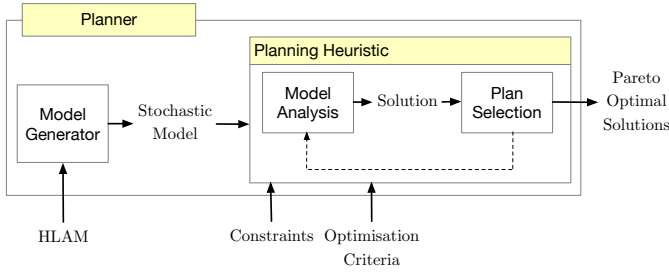 Planner
Planning Heuristic
Model
Generator
Stochastic
Model
Model
Analysis
Solution
Plan
Selection
Pareto
Optimal
Solutions
HLAM
Constraints
Optimisation
Criteria